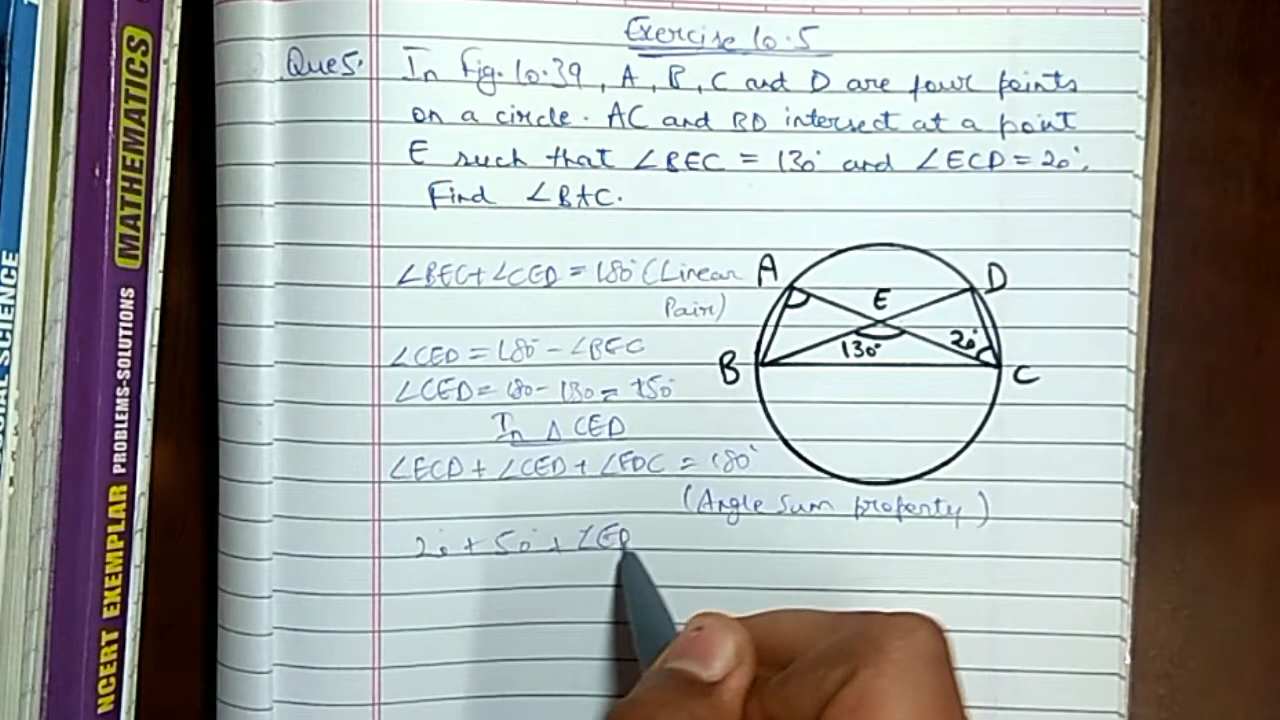 Exercise 10.5
Que 5. In Fig. 10.39, A, B, C and D are four points
on a circle. AC and BD intersect at a point
E such that ∠BEC = 130° and ∠ECD = 20°.
Find ∠BAC.
∠BEC + ∠CED = 180° (Linear
Pair)
∠CED = 180° - ∠BEC
∠CED = 180 - 130 = 50°
In Δ CED
∠ECD + ∠CED + ∠EDC = 180°
(Angle sum property)
20° + 50° + ∠ED
A
D
E
130°
20°
B
C
MATHEMATICS
NCERT EXEMPLAR PROBLEMS-SOLUTIONS
SOCIAL SCIENCE